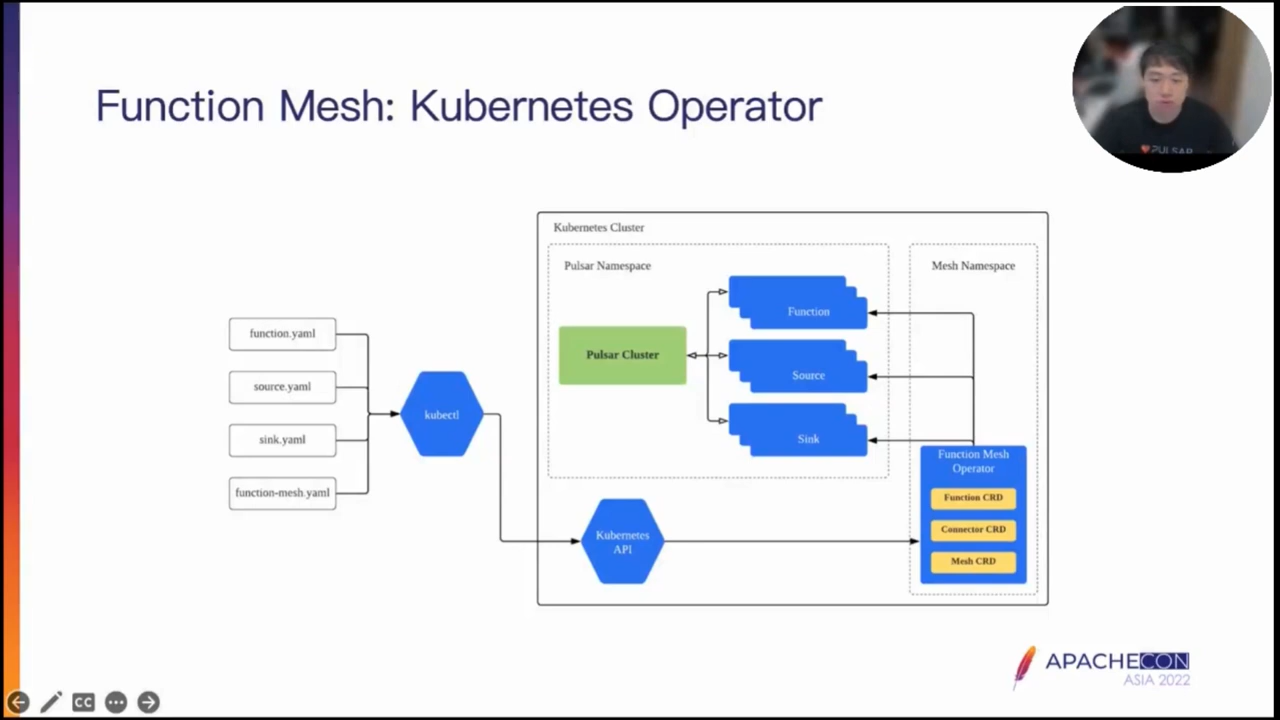 Function Mesh: Kubernetes Operator
PULSAR
Kubernetes Cluster
Pulsar Namespace
Mesh Namespace
function.yaml
source.yaml
sink.yaml
function-mesh.yaml
kubectl
Pulsar Cluster
Function
Source
Sink
Function Mesh
Operator
Function CRD
Connector CRD
Mesh CRD
Kubernetes
API
APACHECON
ASIA 2022
CC